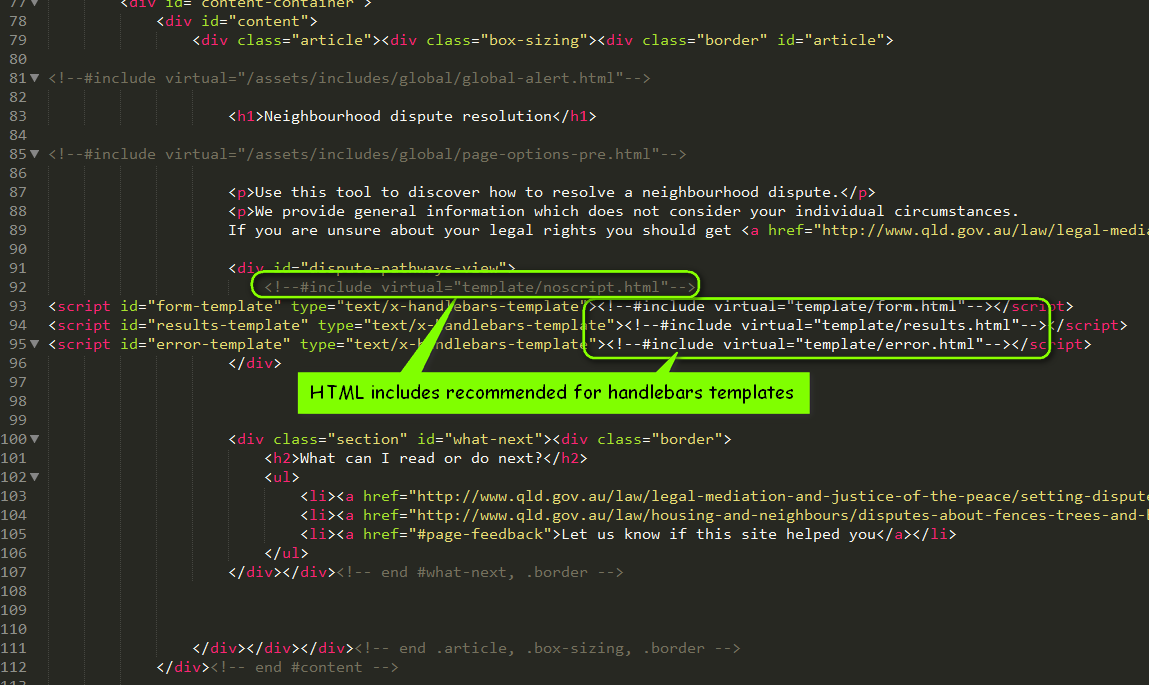 77 <div id="content-container">
78 <div id="content">
79 <div class="article"><div class="box-sizing"><div class="border" id="article">
80
81 <!--#include virtual="/assets/includes/global/global-alert.html"-->
82
83 <h1>Neighbourhood dispute resolution</h1>
84
85 <!--#include virtual="/assets/includes/global/page-options-pre.html"-->
86
87 <p>Use this tool to discover how to resolve a neighbourhood dispute.</p>
88 <p>We provide general information which does not consider your individual circumstances.
89 If you are unsure about your legal rights you should get <a href="http://www.qld.gov.au/law/legal-media
90
91 <div id="dispute-pathways-view">
92 <!--#include virtual="template/noscript.html"-->
93 <script id="form-template" type="text/x-handlebars-template"><!--#include virtual="template/form.html"--></script>
94 <script id="results-template" type="text/x-handlebars-template"><!--#include virtual="template/results.html"--></script>
95 <script id="error-template" type="text/x-handlebars-template"><!--#include virtual="template/error.html"--></script>
96 </div>
97
HTML includes recommended for handlebars templates
98
99
100 <div class="section" id="what-next"><div class="border">
101 <h2>What can I read or do next?</h2>
102 <ul>
103 <li><a href="http://www.qld.gov.au/law/legal-mediation-and-justice-of-the-peace/setting-dispute
104 <li><a href="http://www.qld.gov.au/law/housing-and-neighbours/disputes-about-fences-trees-and-
105 <li><a href="#page-feedback">Let us know if this site helped you</a></li>
106 </ul>
107 </div></div><!-- end #what-next, .border -->
108
109
110
111 </div></div></div><!-- end .article, .box-sizing, .border -->
112 </div><!-- end #content -->
113